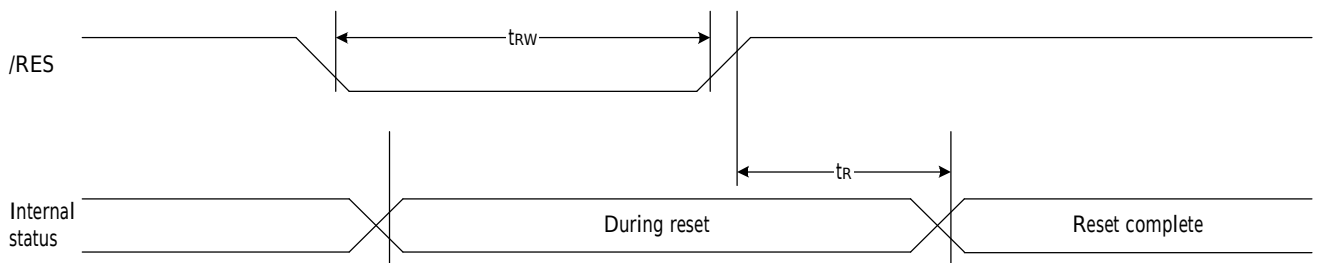 tRW
/RES
tR
Internal
status
During reset
Reset complete